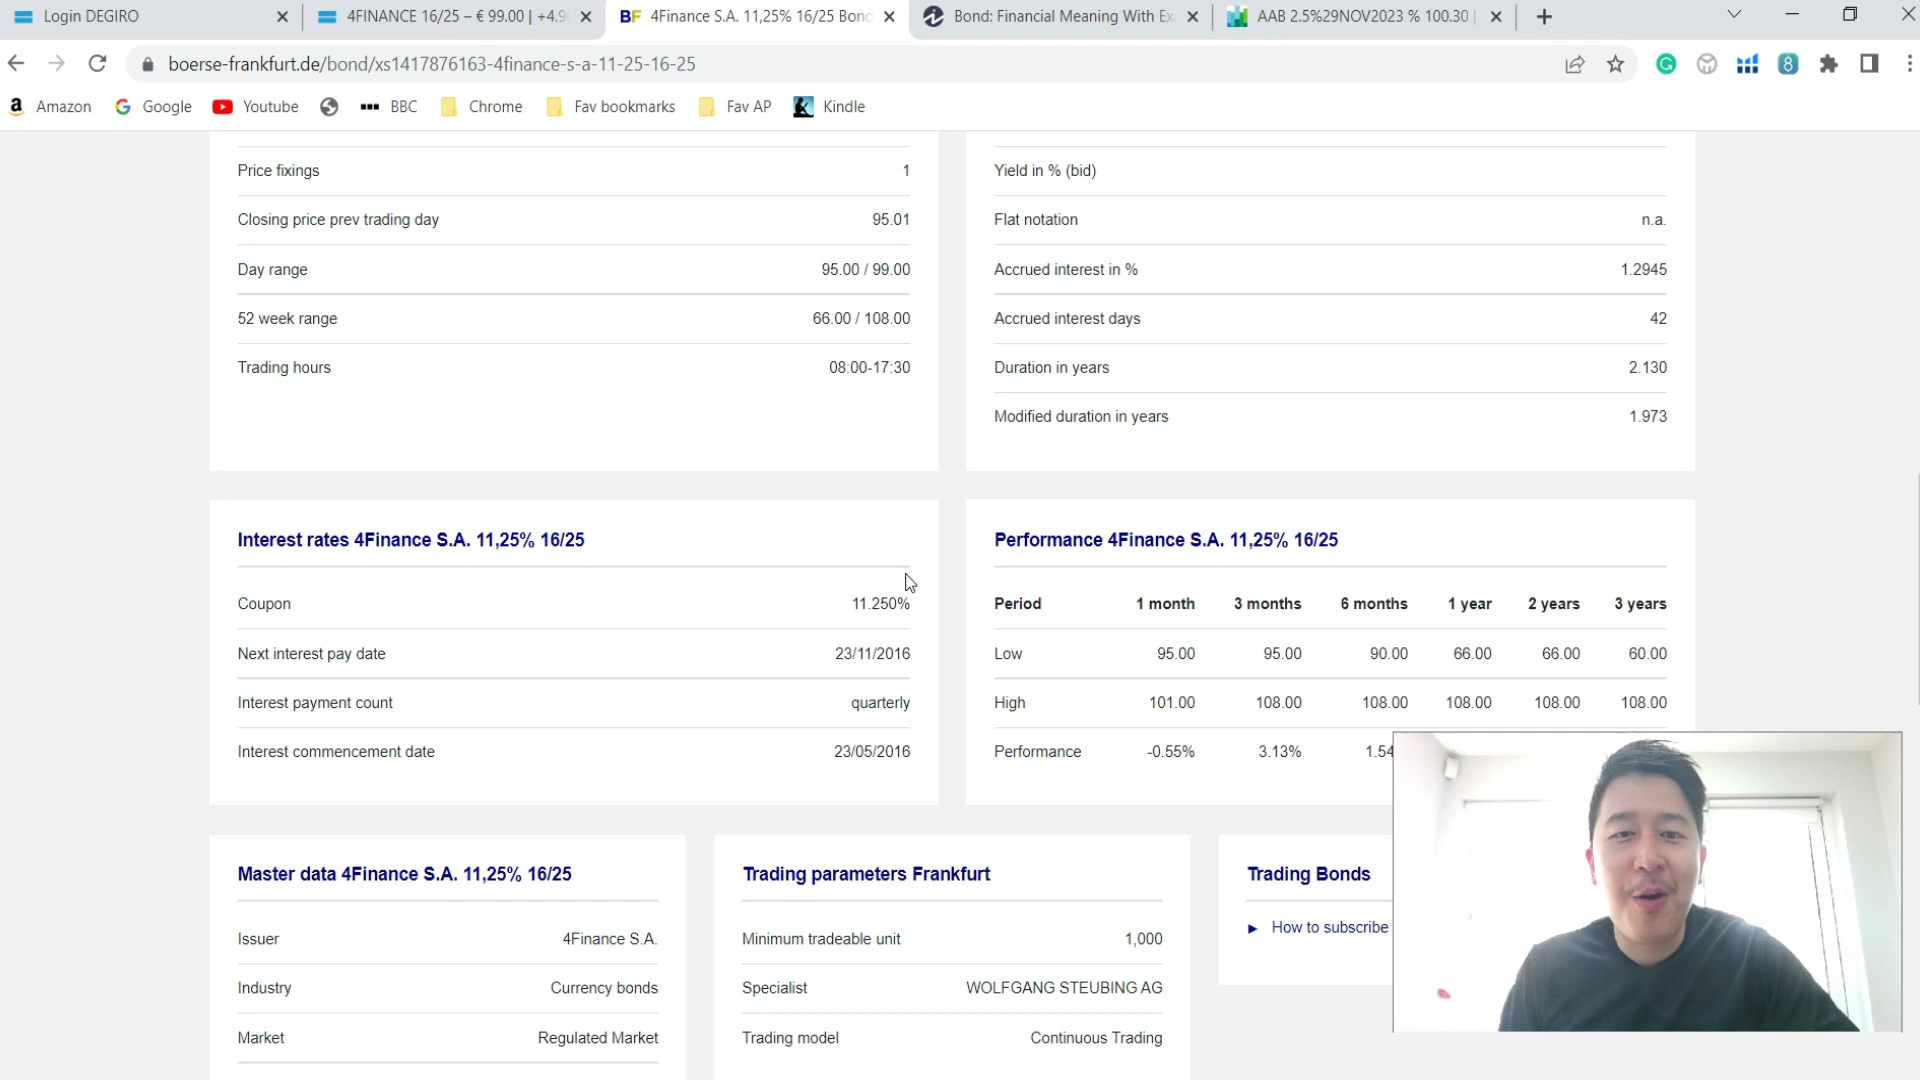 Login DEGIRO
4FINANCE 16/25 – € 99.00 | +4.9
BF 4Finance S.A. 11,25% 16/25 Bond
Bond: Financial Meaning With Ex
AAB 2.5%29NOV2023 % 100.30 |
boerse-frankfurt.de/bond/xs1417876163-4finance-s-a-11-25-16-25
Amazon Google Youtube BBC Chrome Fav bookmarks Fav AP Kindle
Price fixings 1
Closing price prev trading day 95.01
Day range 95.00 / 99.00
52 week range 66.00 / 108.00
Trading hours 08:00-17:30
Yield in % (bid)
Flat notation n.a.
Accrued interest in % 1.2945
Accrued interest days 42
Duration in years 2.130
Modified duration in years 1.973
Interest rates 4Finance S.A. 11,25% 16/25
Coupon 11.250%
Next interest pay date 23/11/2016
Interest payment count quarterly
Interest commencement date 23/05/2016
Performance 4Finance S.A. 11,25% 16/25
Period 1 month 3 months 6 months 1 year 2 years 3 years
Low 95.00 95.00 90.00 66.00 66.00 60.00
High 101.00 108.00 108.00 108.00 108.00 108.00
Performance -0.55% 3.13% 1.54
Master data 4Finance S.A. 11,25% 16/25
Issuer 4Finance S.A.
Industry Currency bonds
Market Regulated Market
Trading parameters Frankfurt
Minimum tradeable unit 1,000
Specialist WOLFGANG STEUBING AG
Trading model Continuous Trading
Trading Bonds
How to subscribe